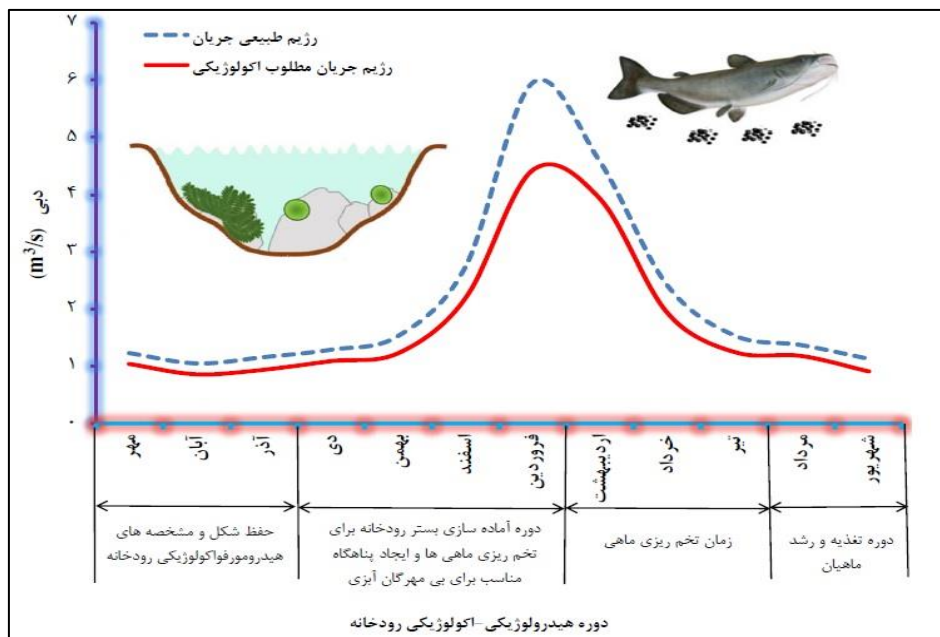 رژیم طبیعی جریان
رژیم جریان مطلوب اکولوژیکی
۷
۶
۵
۴
۳
۲
۱
۰
دبی (m³/s)
مهر
آبان
آذر
دی
بهمن
اسفند
فروردین
اردیبهشت
خرداد
تیر
مرداد
شهریور
حفظ شکل و مشخصه های
هیدرومورفواکولوژیکی رودخانه
دوره آماده سازی بستر رودخانه برای
تخم ریزی ماهی ها و ایجاد پناهگاه
مناسب برای بی مهرگان آبزی
زمان تخم ریزی ماهی
دوره تغذیه و رشد
ماهیان
دوره هیدرولوژیکی-اکولوژیکی رودخانه